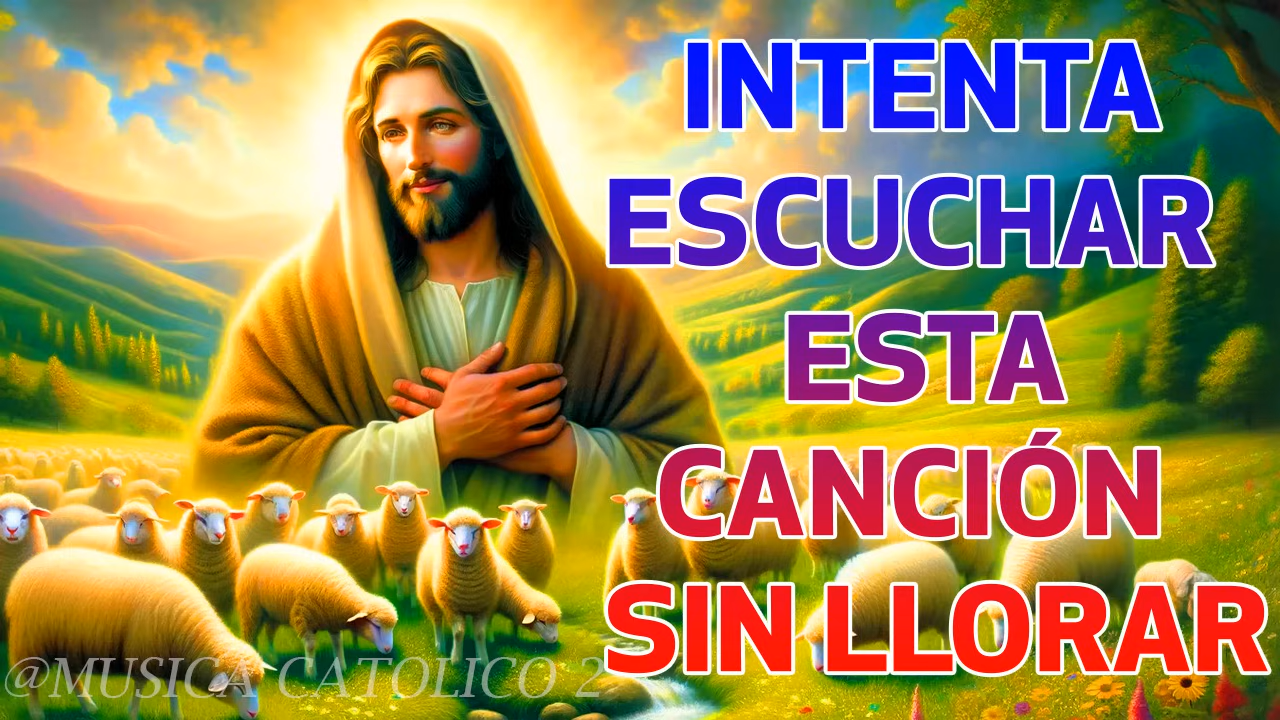 INTENTA
ESCUCHAR
ESTA
CANCIÓN
SIN LLORAR
@MUSICA CATOLICO 2